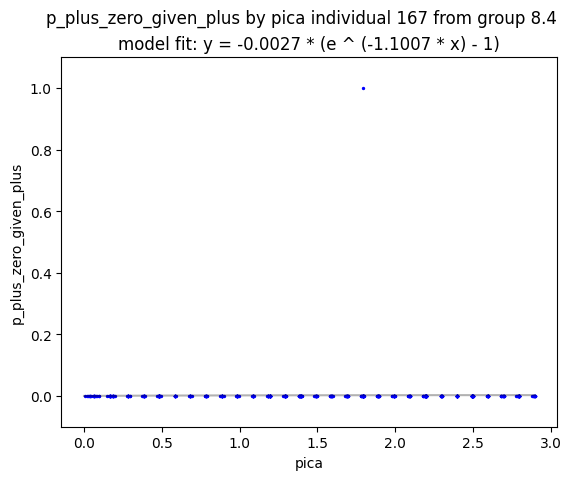 p_plus_zero_given_plus by pica individual 167 from group 8.4
model fit: y = -0.0027 * (e ^ (-1.1007 * x) - 1)
1.0
0.8
0.6
0.4
0.2
0.0
p_plus_zero_given_plus
0.0 0.5 1.0 1.5 2.0 2.5 3.0
pica